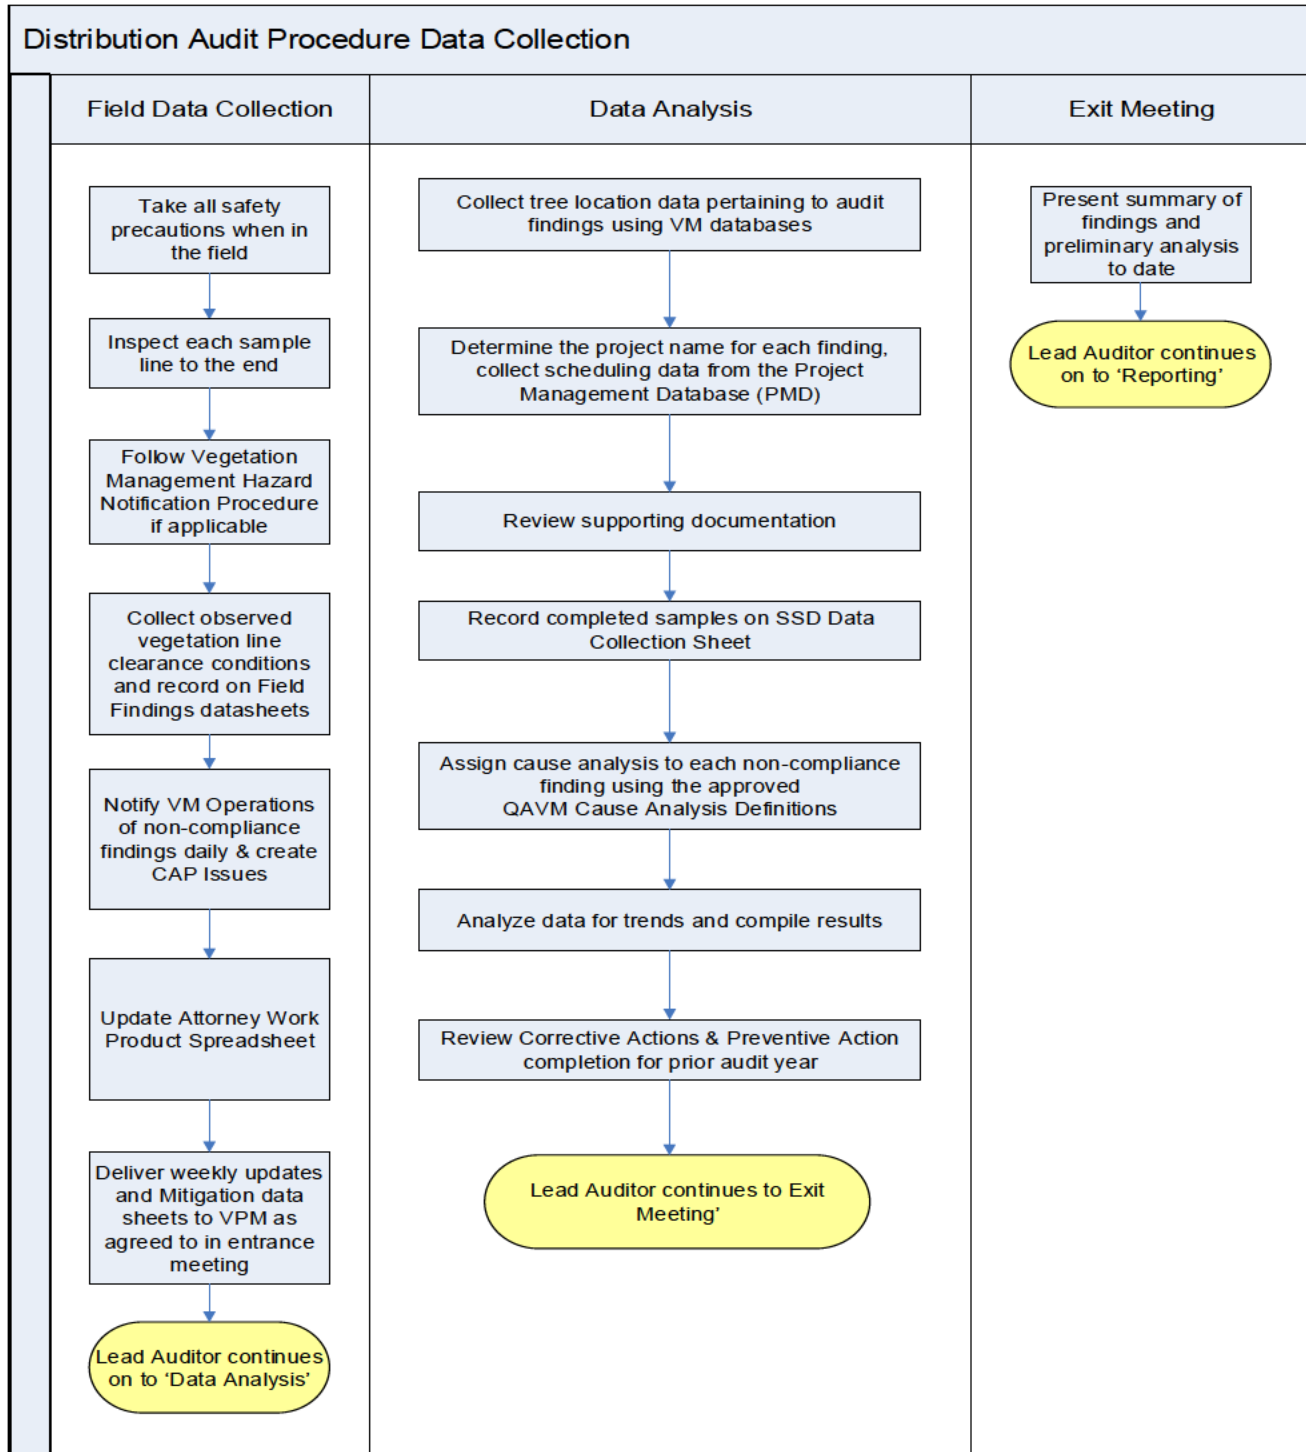 Distribution Audit Procedure Data Collection
Field Data Collection
Data Analysis
Exit Meeting
Take all safety
precautions when in
the field
Inspect each sample
line to the end
Follow Vegetation
Management Hazard
Notification Procedure
if applicable
Collect observed
vegetation line
clearance conditions
and record on Field
Findings datasheets
Notify VM Operations
of non-compliance
findings daily & create
CAP Issues
Update Attorney Work
Product Spreadsheet
Deliver weekly updates
and Mitigation data
sheets to VPM as
agreed to in entrance
meeting
Lead Auditor continues
on to ‘Data Analysis’
Collect tree location data pertaining to audit
findings using VM databases
Determine the project name for each finding,
collect scheduling data from the Project
Management Database (PMD)
Review supporting documentation
Record completed samples on SSD Data
Collection Sheet
Assign cause analysis to each non-compliance
finding using the approved
QAVM Cause Analysis Definitions
Analyze data for trends and compile results
Review Corrective Actions & Preventive Action
completion for prior audit year
Lead Auditor continues to Exit
Meeting’
Present summary of
findings and
preliminary analysis
to date
Lead Auditor continues
on to ‘Reporting’